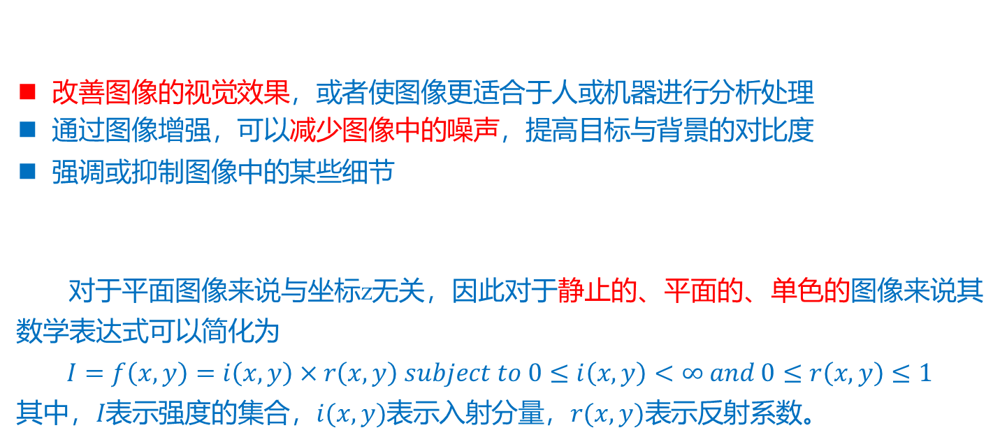 ■ 改善图像的视觉效果，或者使图像更适合于人或机器进行分析处理
■ 通过图像增强，可以减少图像中的噪声，提高目标与背景的对比度
■ 强调或抑制图像中的某些细节
对于平面图像来说与坐标z无关，因此对于静止的、平面的、单色的图像来说其
数学表达式可以简化为
I = f(x, y) = i(x, y) × r(x, y) subject to 0 ≤ i(x, y) < ∞ and 0 ≤ r(x, y) ≤ 1
其中，I表示强度的集合，i(x, y)表示入射分量，r(x, y)表示反射系数。